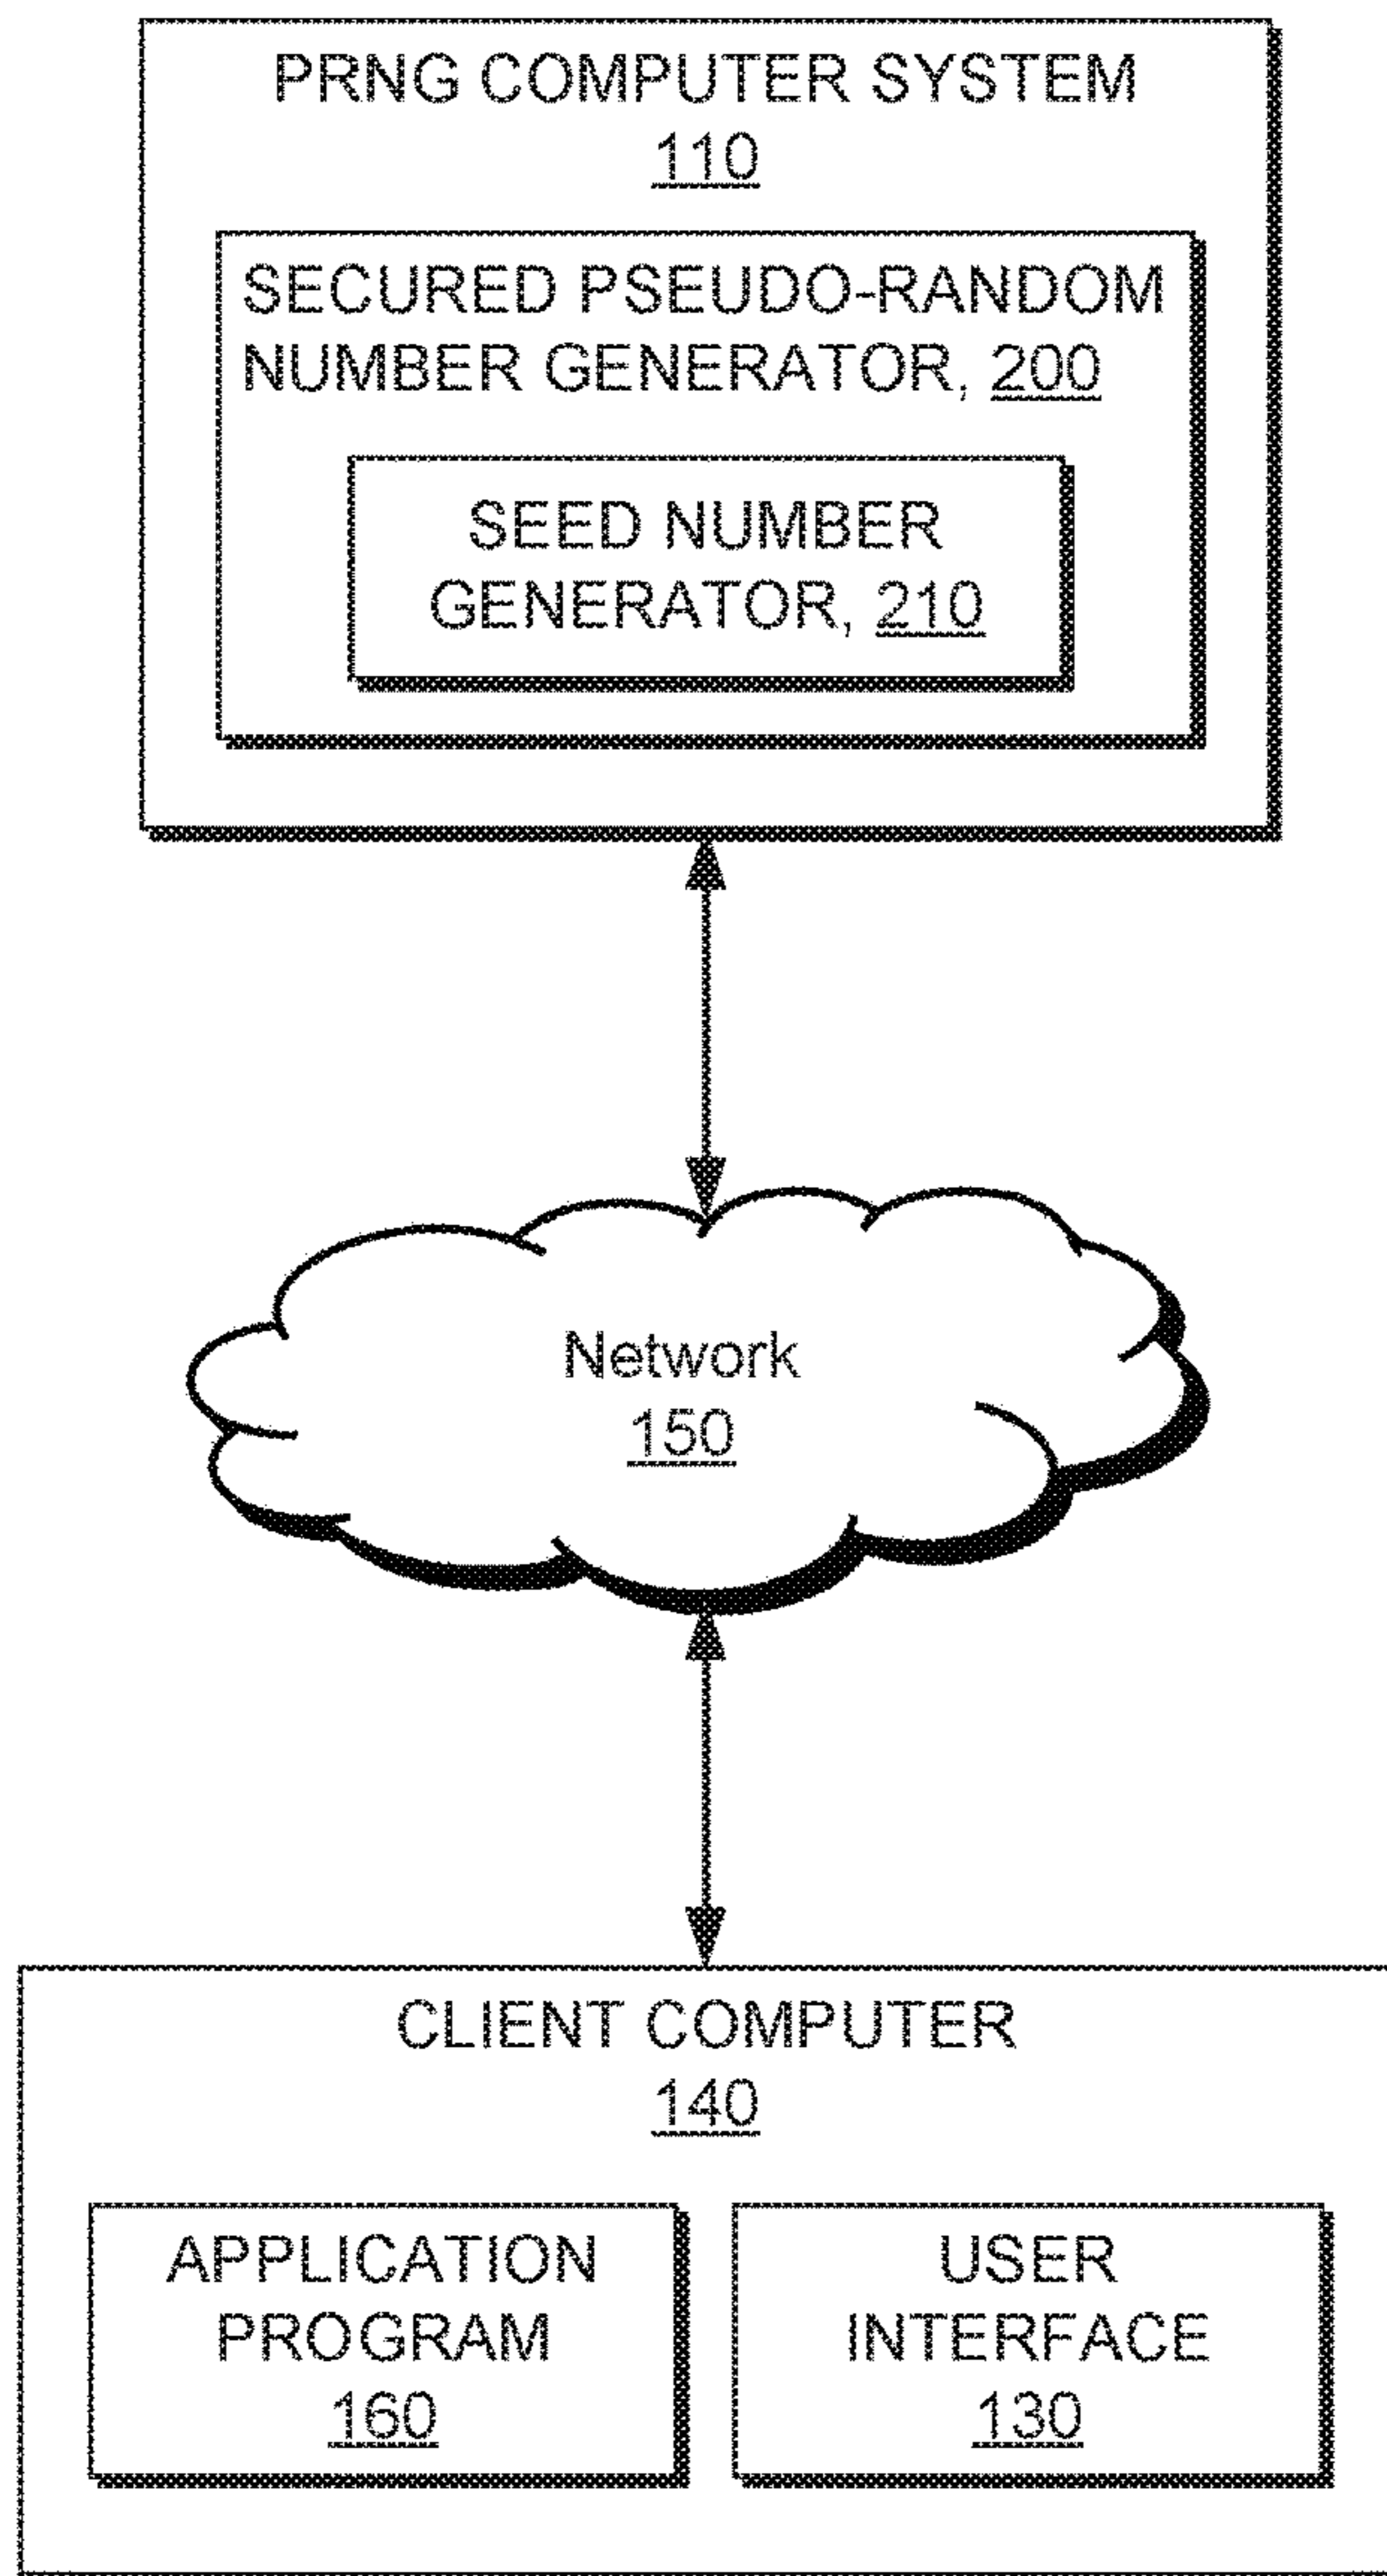 PRNG COMPUTER SYSTEM
110
SECURED PSEUDO-RANDOM
NUMBER GENERATOR, 200
SEED NUMBER
GENERATOR, 210
Network
150
CLIENT COMPUTER
140
APPLICATION
PROGRAM
160
USER
INTERFACE
130